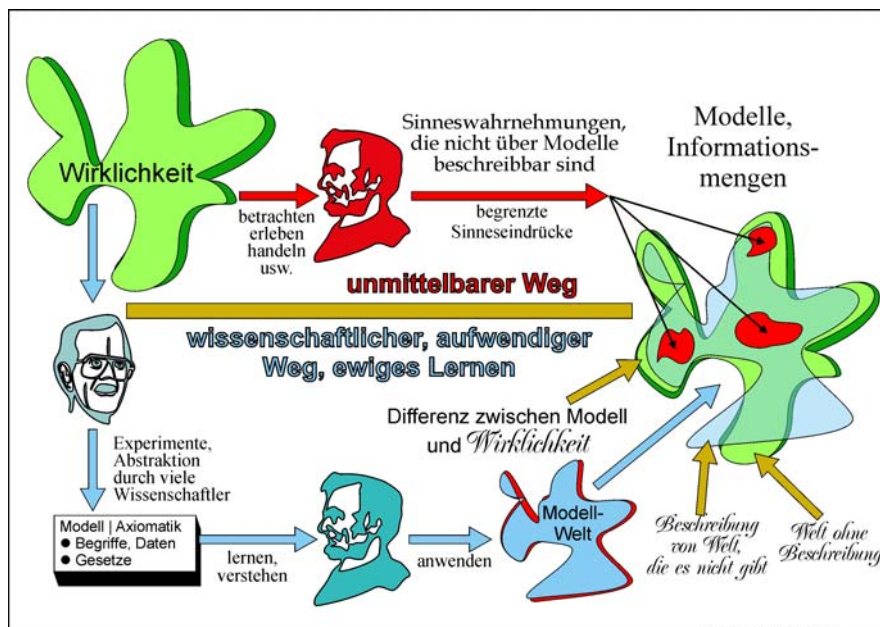 Wirklichkeit
Sinneswahrnehmungen,
die nicht über Modelle
beschreibbar sind
Modelle,
Informations-
mengen
betrachten
erleben
handeln
usw.
begrenzte
Sinneseindrücke
unmittelbarer Weg
wissenschaftlicher, aufwendiger
Weg, ewiges Lernen
Differenz zwischen Modell
und Wirklichkeit
Experimente,
Abstraktion
durch viele
Wissenschaftler
Modell | Axiomatik
● Begriffe, Daten
● Gesetze
lernen,
verstehen
anwenden
Modell-
Welt
Beschreibung
von Welt,
die es nicht gibt
Welt ohne
Beschreibung